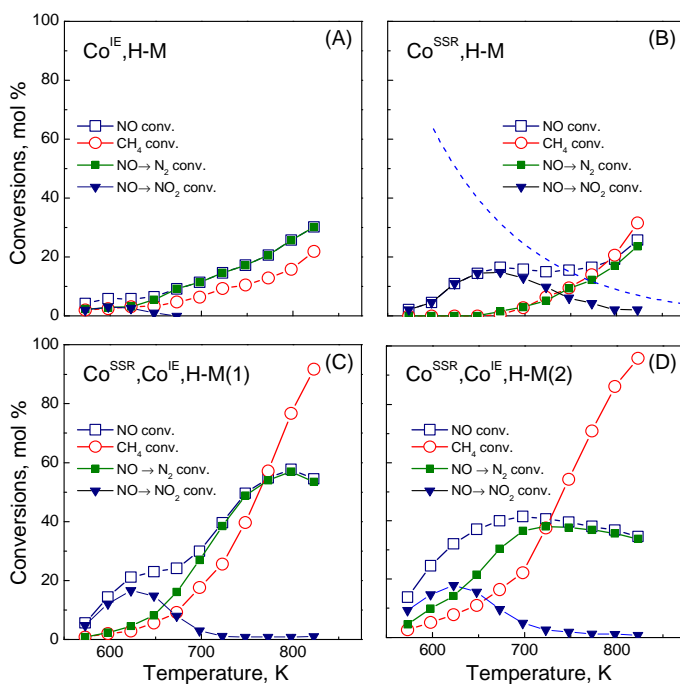 Co^IE,H-M (A)
NO conv.
CH₄ conv.
NO→ N₂ conv.
NO→ NO₂ conv.
Conversions, mol %
100
80
60
40
20
0
Co^SSR,H-M (B)
NO conv.
CH₄ conv.
NO→ N₂ conv.
NO→ NO₂ conv.
Co^SSR,Co^IE,H-M(1) (C)
NO conv.
CH₄ conv.
NO → N₂ conv.
NO→ NO₂ conv.
Conversions, mol %
100
80
60
40
20
0
600 700 800
Temperature, K
Co^SSR,Co^IE,H-M(2) (D)
NO conv.
CH₄ conv.
NO → N₂ conv.
NO→ NO₂ conv.
600 700 800
Temperature, K